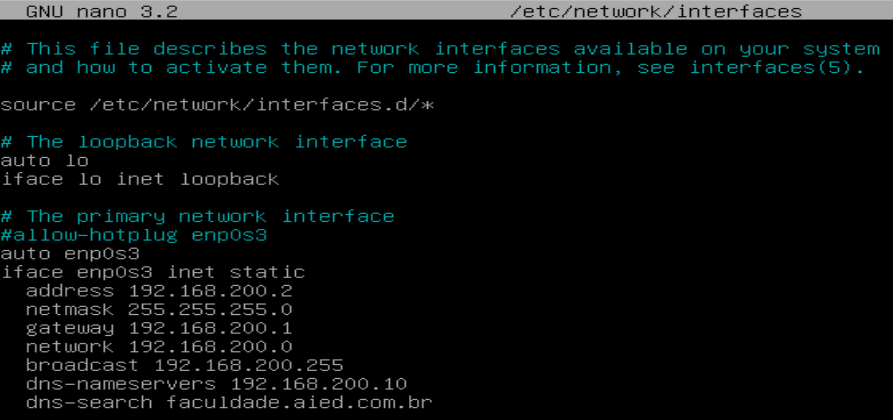 GNU nano 3.2 /etc/network/interfaces
# This file describes the network interfaces available on your system
# and how to activate them. For more information, see interfaces(5).
source /etc/network/interfaces.d/*
# The loopback network interface
auto lo
iface lo inet loopback
# The primary network interface
#allow-hotplug enp0s3
auto enp0s3
iface enp0s3 inet static
address 192.168.200.2
netmask 255.255.255.0
gateway 192.168.200.1
network 192.168.200.0
broadcast 192.168.200.255
dns-nameservers 192.168.200.10
dns-search faculdade.aied.com.br